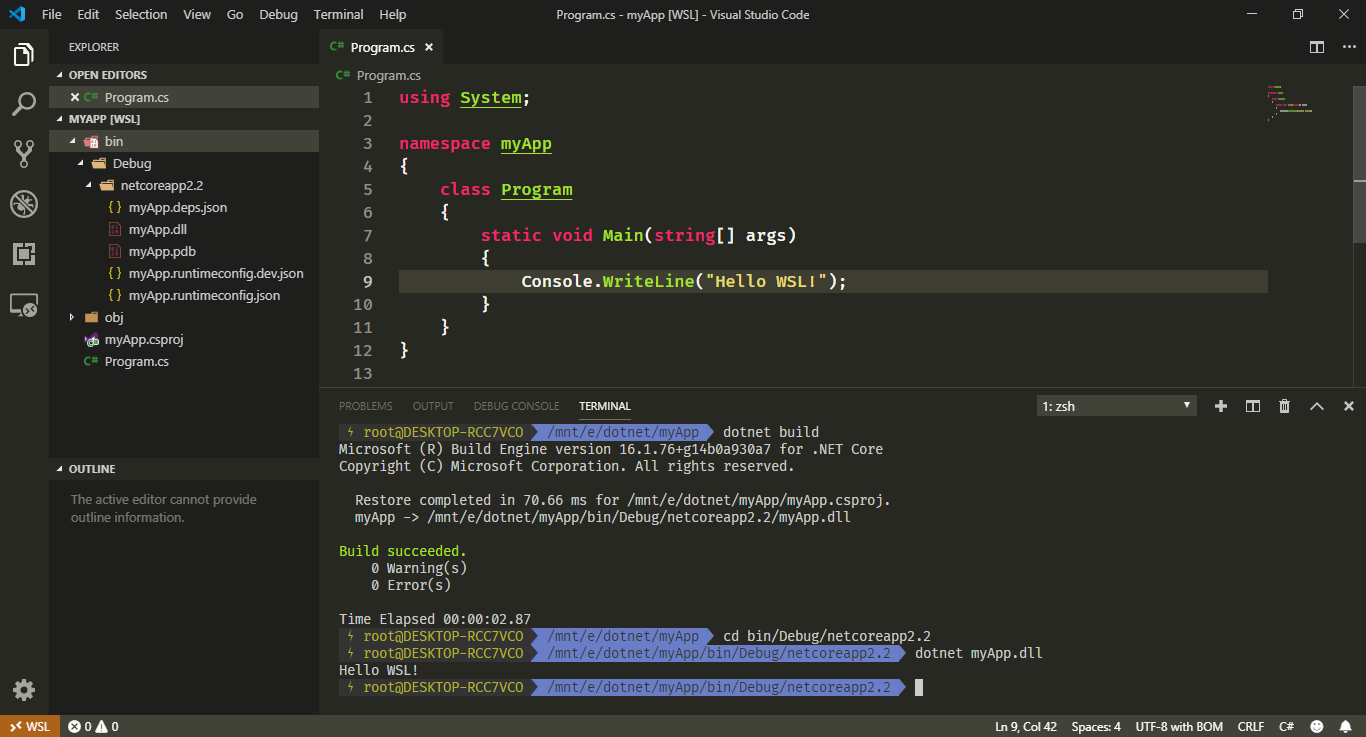 File Edit Selection View Go Debug Terminal Help
Program.cs - myApp [WSL] - Visual Studio Code
EXPLORER
OPEN EDITORS
C# Program.cs
MYAPP [WSL]
bin
Debug
netcoreapp2.2
{ } myApp.deps.json
myApp.dll
myApp.pdb
{ } myApp.runtimeconfig.dev.json
{ } myApp.runtimeconfig.json
obj
myApp.csproj
C# Program.cs
OUTLINE
The active editor cannot provide
outline information.
C# Program.cs
C# Program.cs
1 using System;
2
3 namespace myApp
4 {
5     class Program
6     {
7         static void Main(string[] args)
8         {
9             Console.WriteLine("Hello WSL!");
10         }
11     }
12 }
13
PROBLEMS OUTPUT DEBUG CONSOLE TERMINAL
1: zsh
root@DESKTOP-RCC7VCO /mnt/e/dotnet/myApp dotnet build
Microsoft (R) Build Engine version 16.1.76+g14b0a930a7 for .NET Core
Copyright (C) Microsoft Corporation. All rights reserved.
Restore completed in 70.66 ms for /mnt/e/dotnet/myApp/myApp.csproj.
myApp -> /mnt/e/dotnet/myApp/bin/Debug/netcoreapp2.2/myApp.dll
Build succeeded.
0 Warning(s)
0 Error(s)
Time Elapsed 00:00:02.87
root@DESKTOP-RCC7VCO /mnt/e/dotnet/myApp cd bin/Debug/netcoreapp2.2
root@DESKTOP-RCC7VCO /mnt/e/dotnet/myApp/bin/Debug/netcoreapp2.2 dotnet myApp.dll
Hello WSL!
root@DESKTOP-RCC7VCO /mnt/e/dotnet/myApp/bin/Debug/netcoreapp2.2
WSL 0 0 Ln 9, Col 42 Spaces: 4 UTF-8 with BOM CRLF C#